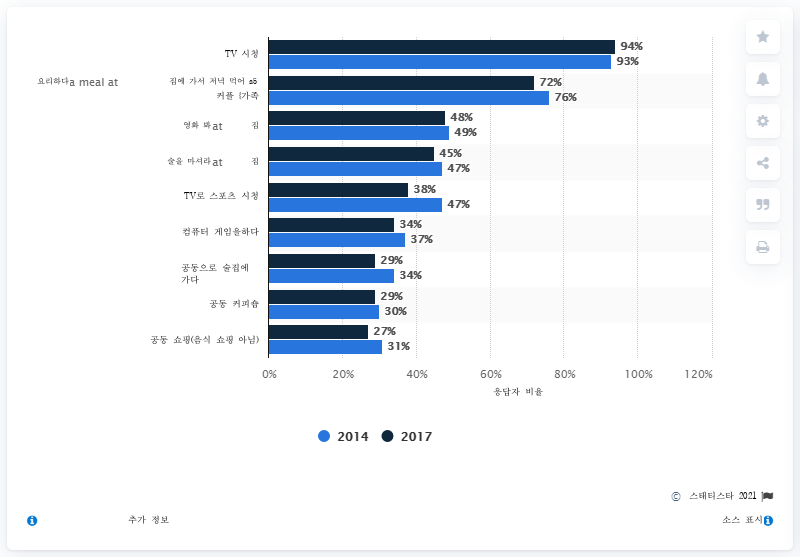 TV 시청
94%
93%
요리하다a meal at 집에 가서 저녁 먹어 as
커플 [가족
72%
76%
영화 봐at 집
48%
49%
술을 마셔라at 집
45%
47%
TV로 스포츠 시청
38%
47%
컴퓨터 게임을하다
34%
37%
공동으로 술집에
가다
29%
34%
공동 커피숍
29%
30%
공동 쇼핑(음식 쇼핑 아님)
27%
31%
0% 20% 40% 60% 80% 100% 120%
응답자 비율
2014 2017
© 스태티스타 2021
추가 정보 소스 표시